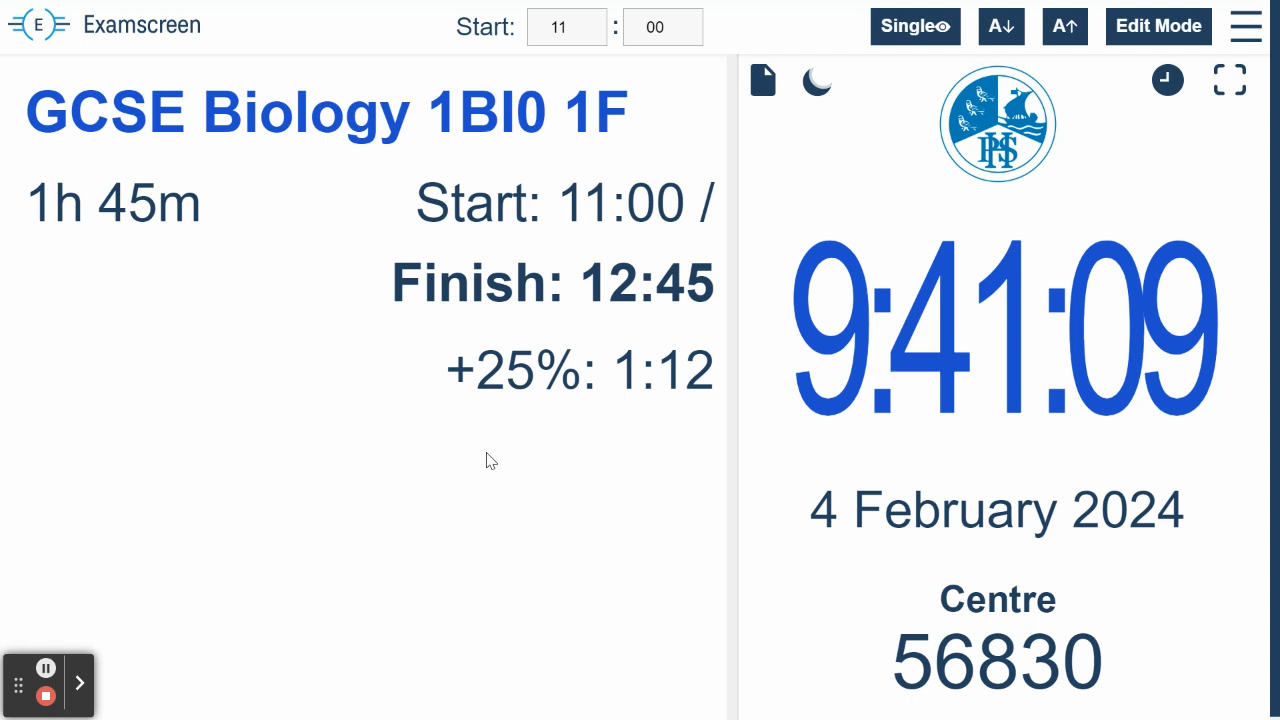 E Examscreen
Start: 11 : 00
Single A↓ A↑ Edit Mode
GCSE Biology 1BI0 1F
1h 45m
Start: 11:00 /
Finish: 12:45
+25%: 1:12
PHS
9:41:09
4 February 2024
Centre
56830